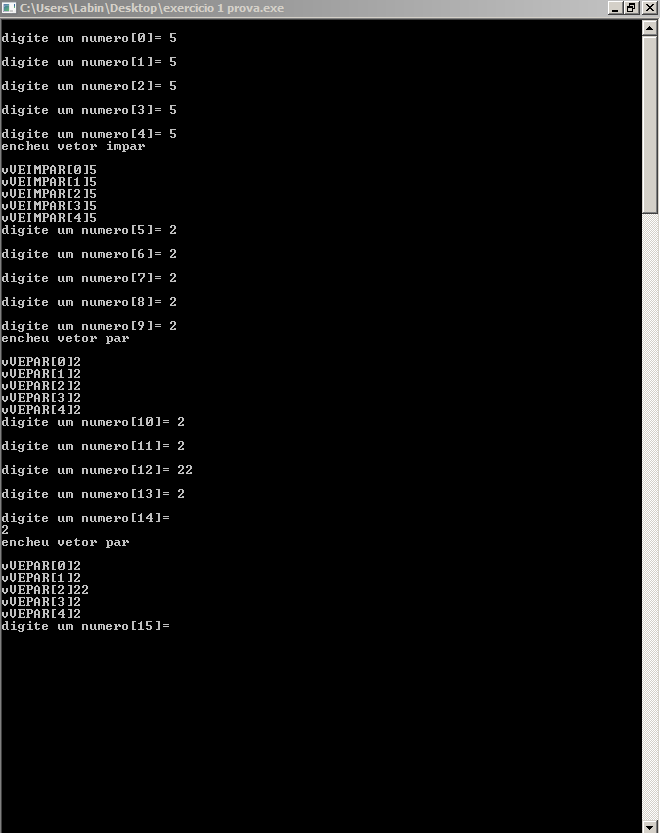 C:\Users\Labin\Desktop\exercicio 1 prova.exe
digite um numero[0]= 5
digite um numero[1]= 5
digite um numero[2]= 5
digite um numero[3]= 5
digite um numero[4]= 5
encheu vetor impar
vVEIMPAR[0]5
vVEIMPAR[1]5
vVEIMPAR[2]5
vVEIMPAR[3]5
vVEIMPAR[4]5
digite um numero[5]= 2
digite um numero[6]= 2
digite um numero[7]= 2
digite um numero[8]= 2
digite um numero[9]= 2
encheu vetor par
vVEPAR[0]2
vVEPAR[1]2
vVEPAR[2]2
vVEPAR[3]2
vVEPAR[4]2
digite um numero[10]= 2
digite um numero[11]= 2
digite um numero[12]= 22
digite um numero[13]= 2
digite um numero[14]=
2
encheu vetor par
vVEPAR[0]2
vVEPAR[1]2
vVEPAR[2]22
vVEPAR[3]2
vVEPAR[4]2
digite um numero[15]=